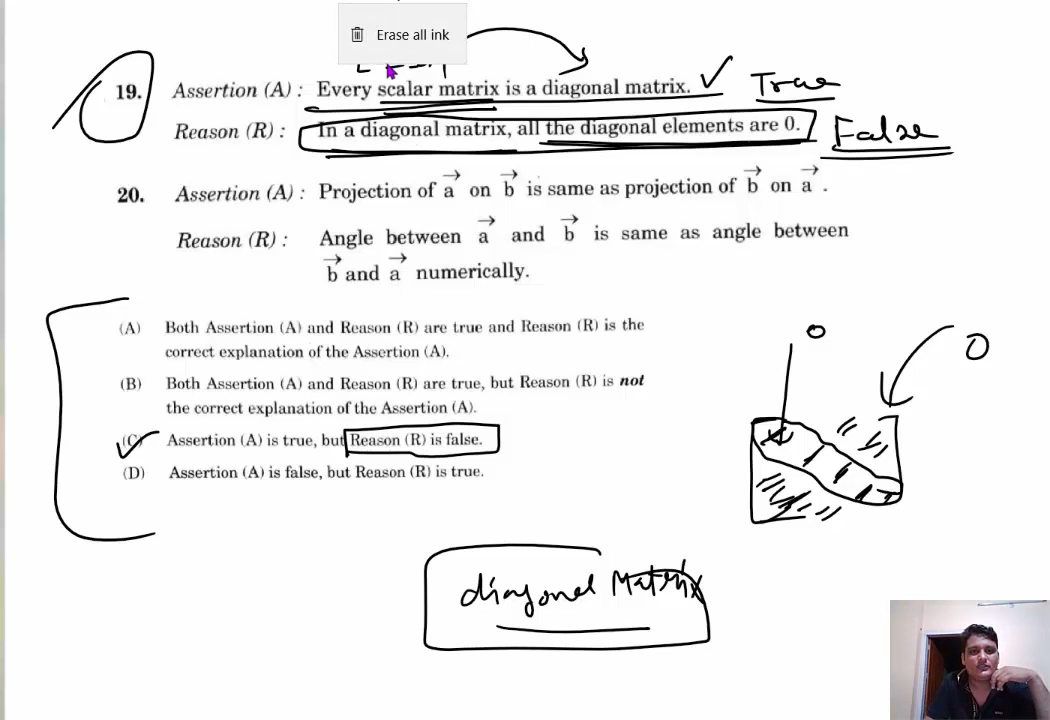 Erase all ink
19. Assertion (A) : Every scalar matrix is a diagonal matrix. True
Reason (R) : In a diagonal matrix, all the diagonal elements are 0. False
20. Assertion (A) : Projection of a on b is same as projection of b on a .
Reason (R) : Angle between a and b is same as angle between
b and a numerically.
(A) Both Assertion (A) and Reason (R) are true and Reason (R) is the
correct explanation of the Assertion (A).
(B) Both Assertion (A) and Reason (R) are true, but Reason (R) is not
the correct explanation of the Assertion (A).
(C) Assertion (A) is true, but Reason (R) is false.
(D) Assertion (A) is false, but Reason (R) is true.
0
0
diagonal Matrix